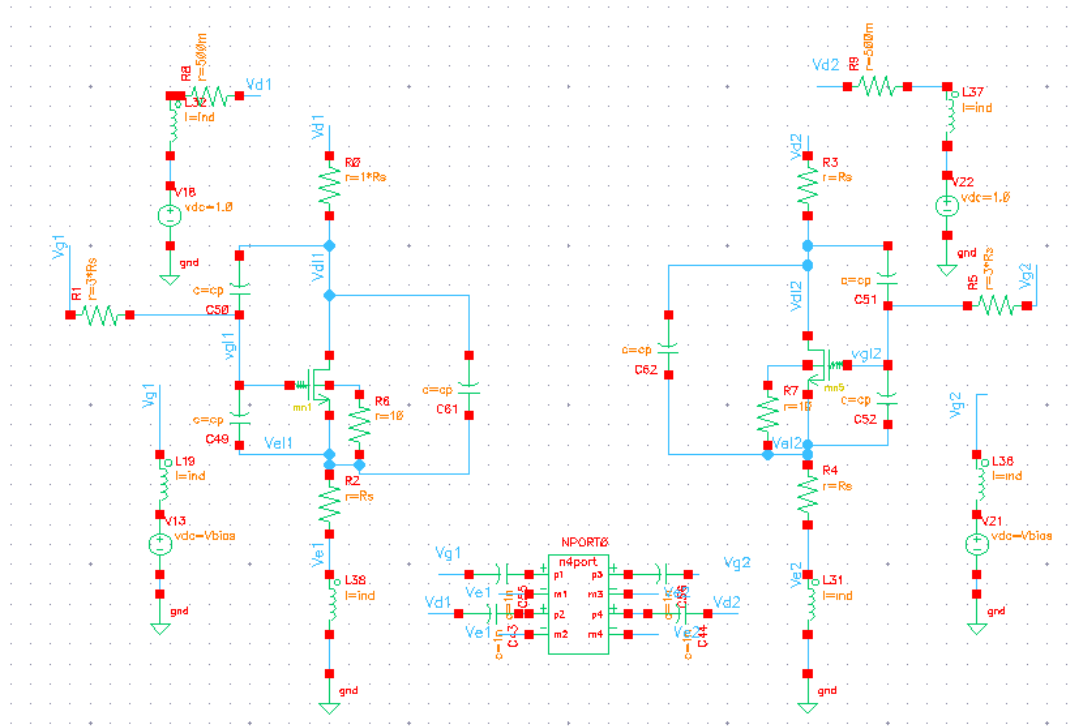 R8
r=500m
Vd1
L32
l=ind
V18
vdc=1.0
gnd
Vd2
R9
r=500m
L37
l=ind
V22
vdc=1.0
gnd
Vd1
R0
r=1*Rs
Vd2
R3
r=Rs
Vg1
R1
r=3*Rs
c=cp
C50
Vdl1
vgl1
mn1
c=cp
C49
Vel1
R6
r=10
c=cp
C61
R2
r=Rs
Ve1
L38
l=ind
gnd
Vg1
L19
l=ind
V13
vdc=Vbias
gnd
c=cp
C62
Vdl2
c=cp
C51
R5
r=3*Rs
Vg2
vgl2
mn5
R7
r=10
c=cp
C52
Vel2
R4
r=Rs
Ve2
L31
l=ind
gnd
Vg2
L36
l=ind
V21
vdc=Vbias
gnd
NPORT0
n4port
Vg1
p1
p3
Vg2
Ve1
m1
m3
Vd1
p2
p4
Vd2
Ve1
m2
m4
Ve2
C43
c=1n
C44
c=1n